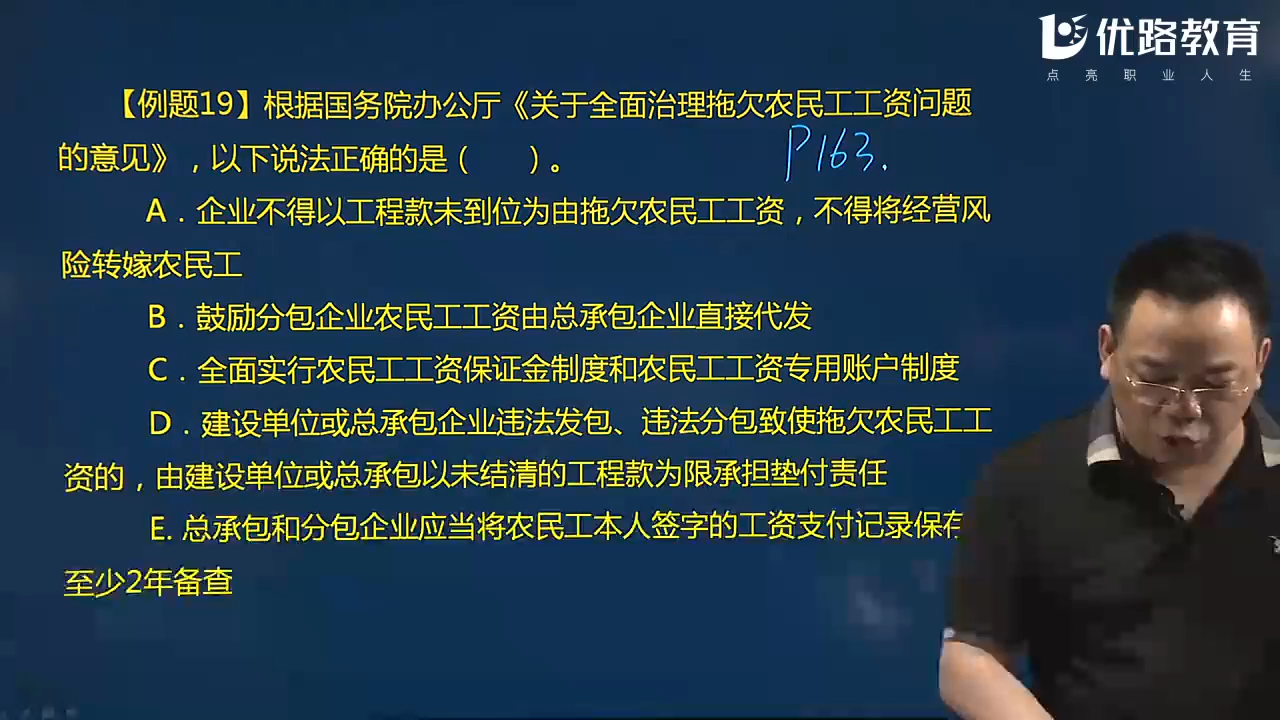 优路教育
点亮职业人生
【例题19】根据国务院办公厅《关于全面治理拖欠农民工工资问题
的意见》，以下说法正确的是（　　）。
P163.
A．企业不得以工程款未到位为由拖欠农民工工资，不得将经营风
险转嫁农民工
B．鼓励分包企业农民工工资由总承包企业直接代发
C．全面实行农民工工资保证金制度和农民工工资专用账户制度
D．建设单位或总承包企业违法发包、违法分包致使拖欠农民工工
资的，由建设单位或总承包以未结清的工程款为限承担垫付责任
E. 总承包和分包企业应当将农民工本人签字的工资支付记录保存
至少2年备查